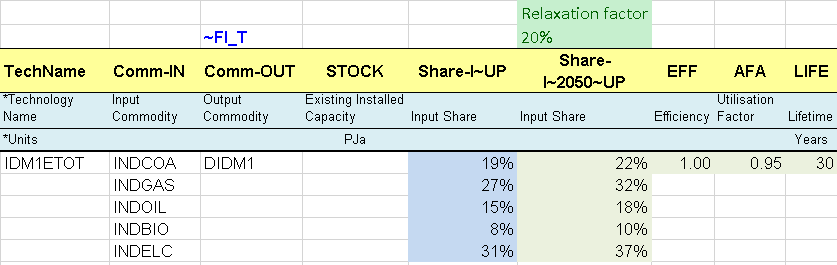 Relaxation factor
~FI_T 20%
TechName Comm-IN Comm-OUT STOCK Share-I~UP Share-I~2050~UP EFF AFA LIFE
*Technology Name Input Commodity Output Commodity Existing Installed Capacity Input Share Input Share Efficiency Utilisation Factor Lifetime
*Units PJa Years
IDM1ETOT INDCOA DIDM1 19% 22% 1.00 0.95 30
INDGAS 27% 32%
INDOIL 15% 18%
INDBIO 8% 10%
INDELC 31% 37%